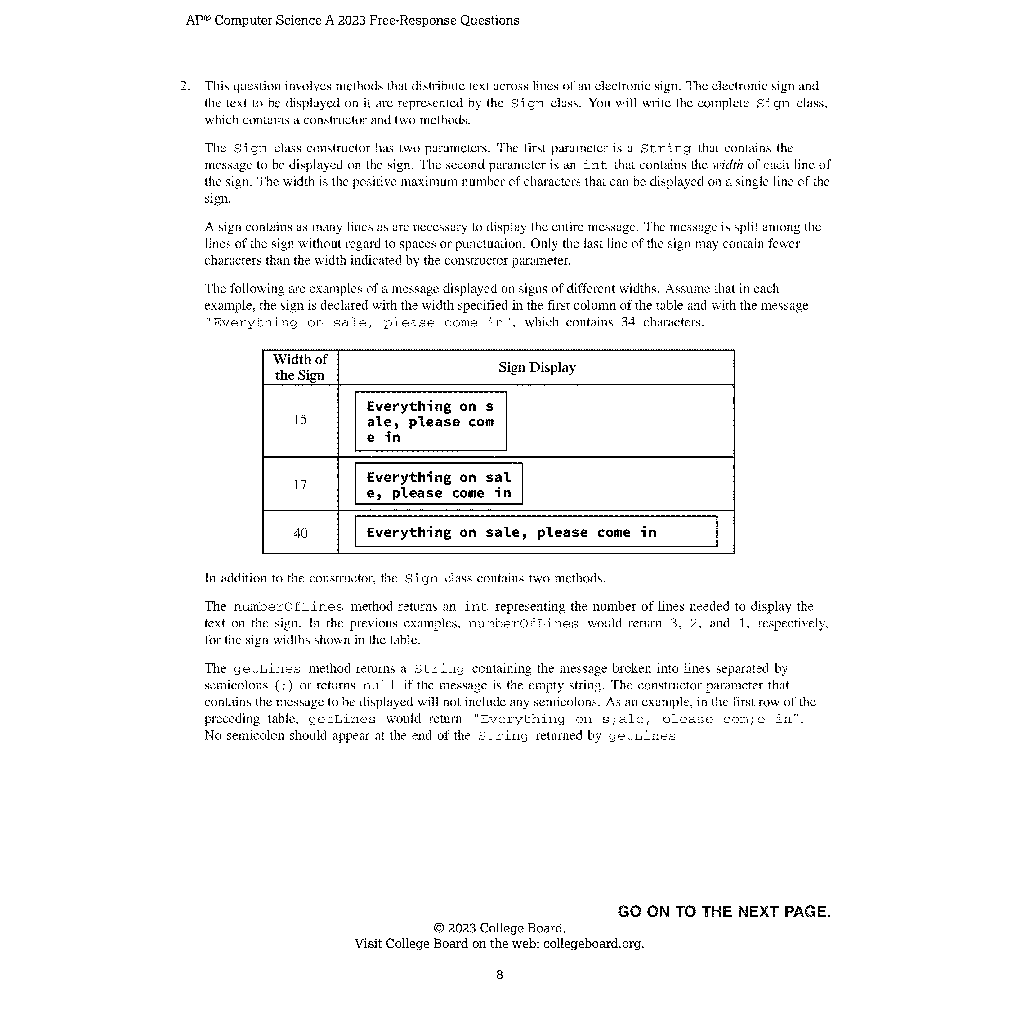 AP® Computer Science A 2023 Free-Response Questions
2. This question involves methods that distribute text across lines of an electronic sign. The electronic sign and
the text to be displayed on it are represented by the Sign class. You will write the complete Sign class,
which contains a constructor and two methods.
The Sign class constructor has two parameters. The first parameter is a String that contains the
message to be displayed on the sign. The second parameter is an int that contains the width of each line of
the sign. The width is the positive maximum number of characters that can be displayed on a single line of the
sign.
A sign contains as many lines as are necessary to display the entire message. The message is split among the
lines of the sign without regard to spaces or punctuation. Only the last line of the sign may contain fewer
characters than the width indicated by the constructor parameter.
The following are examples of a message displayed on signs of different widths. Assume that in each
example, the sign is declared with the width specified in the first column of the table and with the message
"Everything on sale, please come in", which contains 34 characters.
Width of
the Sign
Sign Display
15
Everything on s
ale, please com
e in
17
Everything on sal
e, please come in
40
Everything on sale, please come in
In addition to the constructor, the Sign class contains two methods.
The numberOfLines method returns an int representing the number of lines needed to display the
text on the sign. In the previous examples, numberOfLines would return 3, 2, and 1, respectively,
for the sign widths shown in the table.
The getLines method returns a String containing the message broken into lines separated by
semicolons (;) or returns null if the message is the empty string. The constructor parameter that
contains the message to be displayed will not include any semicolons. As an example, in the first row of the
preceding table, getLines would return "Everything on s;ale, please com;e in".
No semicolon should appear at the end of the String returned by getLines.
GO ON TO THE NEXT PAGE.
© 2023 College Board.
Visit College Board on the web: collegeboard.org.
8